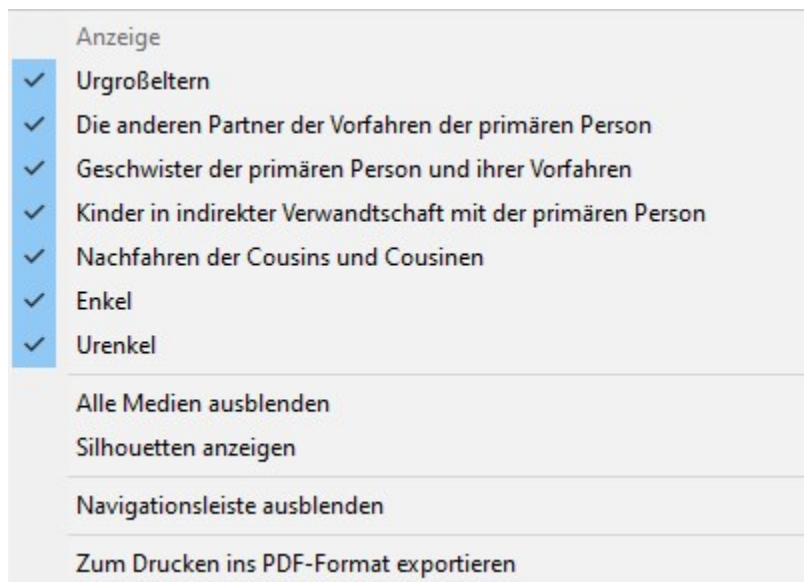 Anzeige
Urgroßeltern
Die anderen Partner der Vorfahren der primären Person
Geschwister der primären Person und ihrer Vorfahren
Kinder in indirekter Verwandtschaft mit der primären Person
Nachfahren der Cousins und Cousinen
Enkel
Urenkel
Alle Medien ausblenden
Silhouetten anzeigen
Navigationsleiste ausblenden
Zum Drucken ins PDF-Format exportieren